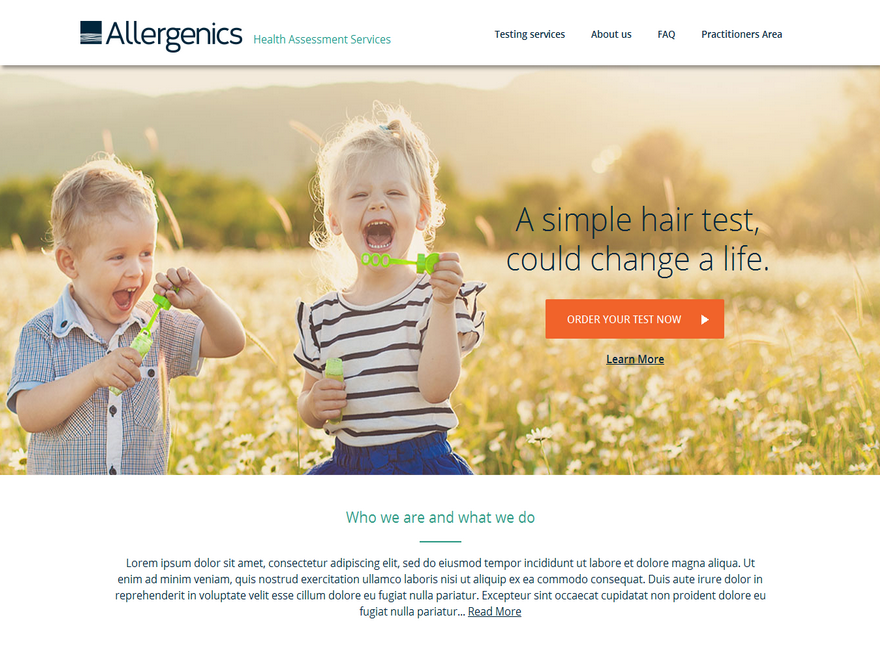 Allergenics Health Assessment Services
Testing services About us FAQ Practitioners Area
A simple hair test,
could change a life.
ORDER YOUR TEST NOW
Learn More
Who we are and what we do
Lorem ipsum dolor sit amet, consectetur adipiscing elit, sed do eiusmod tempor incididunt ut labore et dolore magna aliqua. Ut
enim ad minim veniam, quis nostrud exercitation ullamco laboris nisi ut aliquip ex ea commodo consequat. Duis aute irure dolor in
reprehenderit in voluptate velit esse cillum dolore eu fugiat nulla pariatur. Excepteur sint occaecat cupidatat non proident dolore eu
fugiat nulla pariatur... Read More